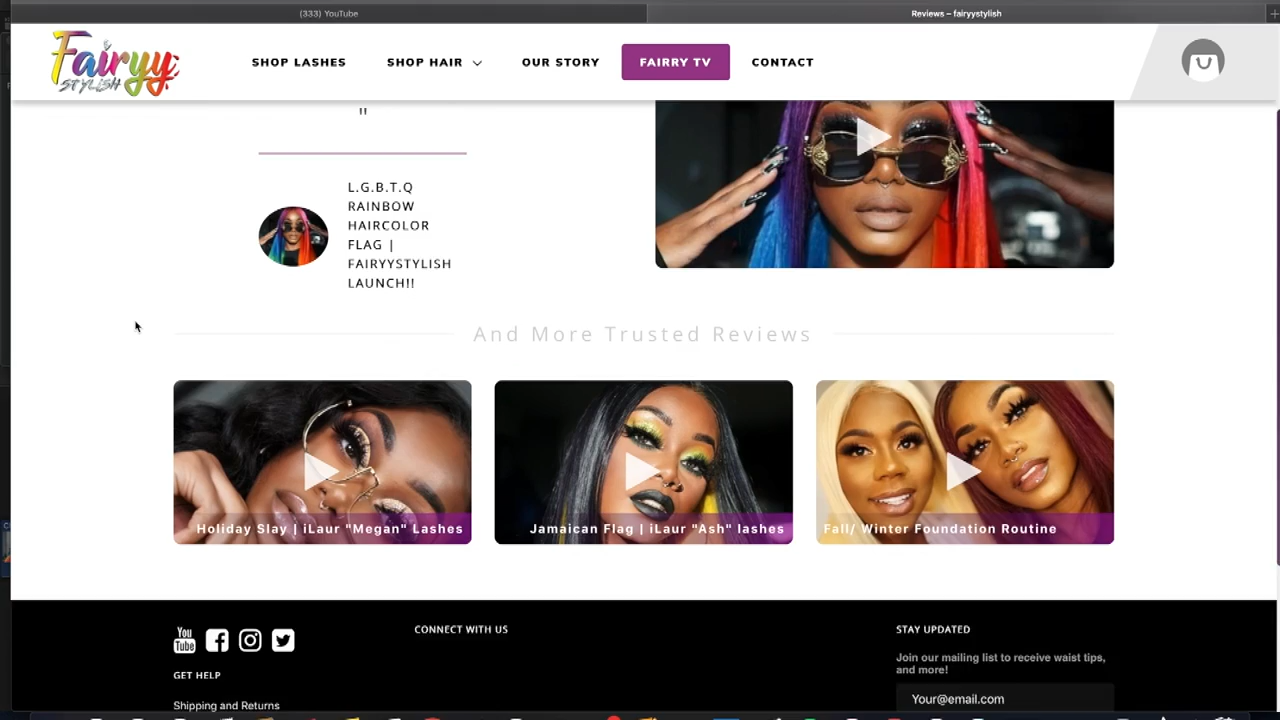 (333) YouTube
Reviews – fairyystylish
Fairyy
STYLISH
SHOP LASHES
SHOP HAIR
OUR STORY
FAIRRY TV
CONTACT
"
L.G.B.T.Q
RAINBOW
HAIRCOLOR
FLAG |
FAIRYYSTYLISH
LAUNCH!!
And More Trusted Reviews
Holiday Slay | iLaur "Megan" Lashes
Jamaican Flag | iLaur "Ash" lashes
Fall/ Winter Foundation Routine
You
Tube
CONNECT WITH US
STAY UPDATED
GET HELP
Join our mailing list to receive waist tips,
and more!
Shipping and Returns
Your@email.com